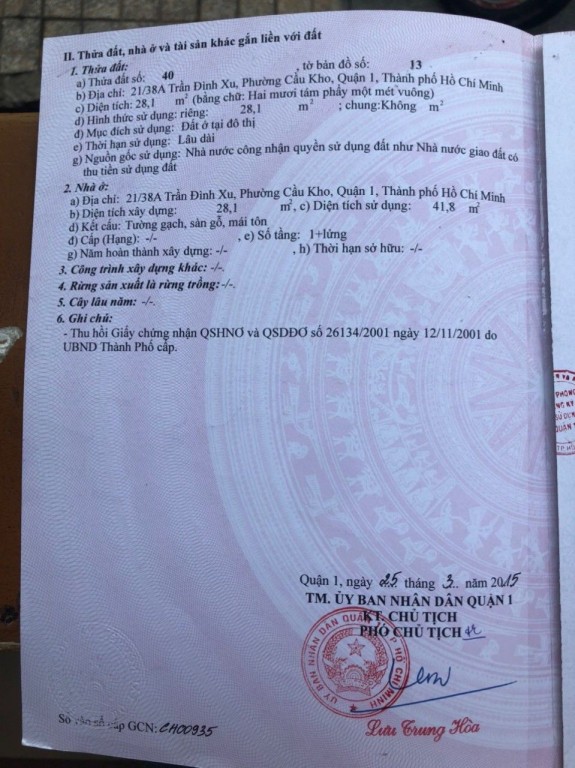 II. Thửa đất, nhà ở và tài sản khác gắn liền với đất
1. Thửa đất:
a) Thửa đất số: 40 , tờ bản đồ số: 13
b) Địa chỉ: 21/38A Trần Đình Xu, Phường Cầu Kho, Quận 1, Thành phố Hồ Chí Minh
c) Diện tích: 28,1 m² (bằng chữ: Hai mươi tám phẩy một mét vuông)
d) Hình thức sử dụng: riêng: 28,1 m² ; chung:Không m²
đ) Mục đích sử dụng: Đất ở tại đô thị
e) Thời hạn sử dụng: Lâu dài
g) Nguồn gốc sử dụng: Nhà nước công nhận quyền sử dụng đất như Nhà nước giao đất có
thu tiền sử dụng đất
2. Nhà ở:
a) Địa chỉ: 21/38A Trần Đình Xu, Phường Cầu Kho, Quận 1, Thành phố Hồ Chí Minh
b) Diện tích xây dựng: 28,1 m², c) Diện tích sử dụng: 41,8 m²
d) Kết cấu: Tường gạch, sàn gỗ, mái tôn
đ) Cấp (Hạng): -/- , e) Số tầng: 1+lửng
g) Năm hoàn thành xây dựng: -/- , h) Thời hạn sở hữu: -/-
3. Công trình xây dựng khác: -/-.
4. Rừng sản xuất là rừng trồng:-/-.
5. Cây lâu năm: -/-.
6. Ghi chú:
- Thu hồi Giấy chứng nhận QSHNƠ và QSDĐƠ số 26134/2001 ngày 12/11/2001 do
UBND Thành Phố cấp.
Quận 1, ngày 25 tháng 3 năm 2015
TM. ỦY BAN NHÂN DÂN QUẬN 1
KT. CHỦ TỊCH
PHÓ CHỦ TỊCH
ỦY BAN NHÂN DÂN QUẬN 1 T.P HỒ CHÍ MINH
Lưu Trung Hòa
Số vào sổ cấp GCN: CH00935